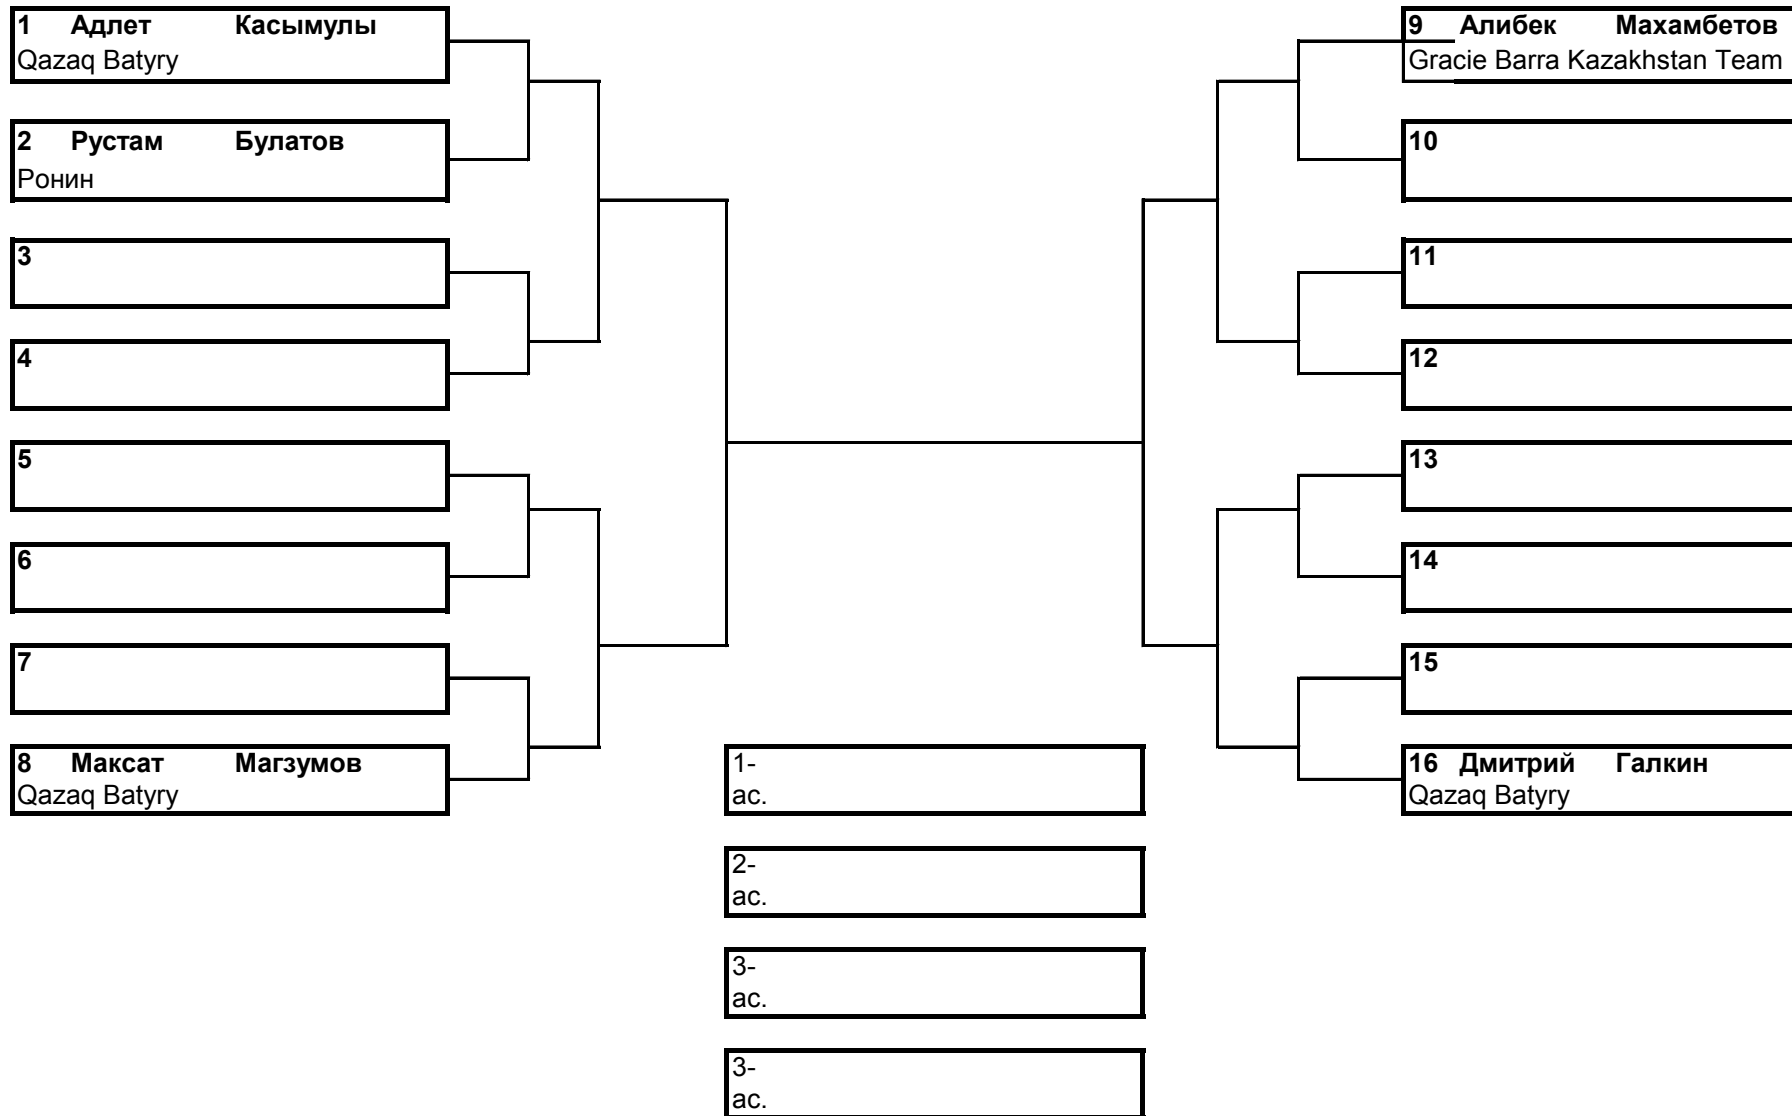 1 Адлет Касымулы
Qazaq Batyry
2 Рустам Булатов
Ронин
3
4
5
6
7
8 Максат Магзумов
Qazaq Batyry
9 Алибек Махамбетов
Gracie Barra Kazakhstan Team
10
11
12
13
14
15
16 Дмитрий Галкин
Qazaq Batyry
1-
ас.
2-
ас.
3-
ас.
3-
ас.